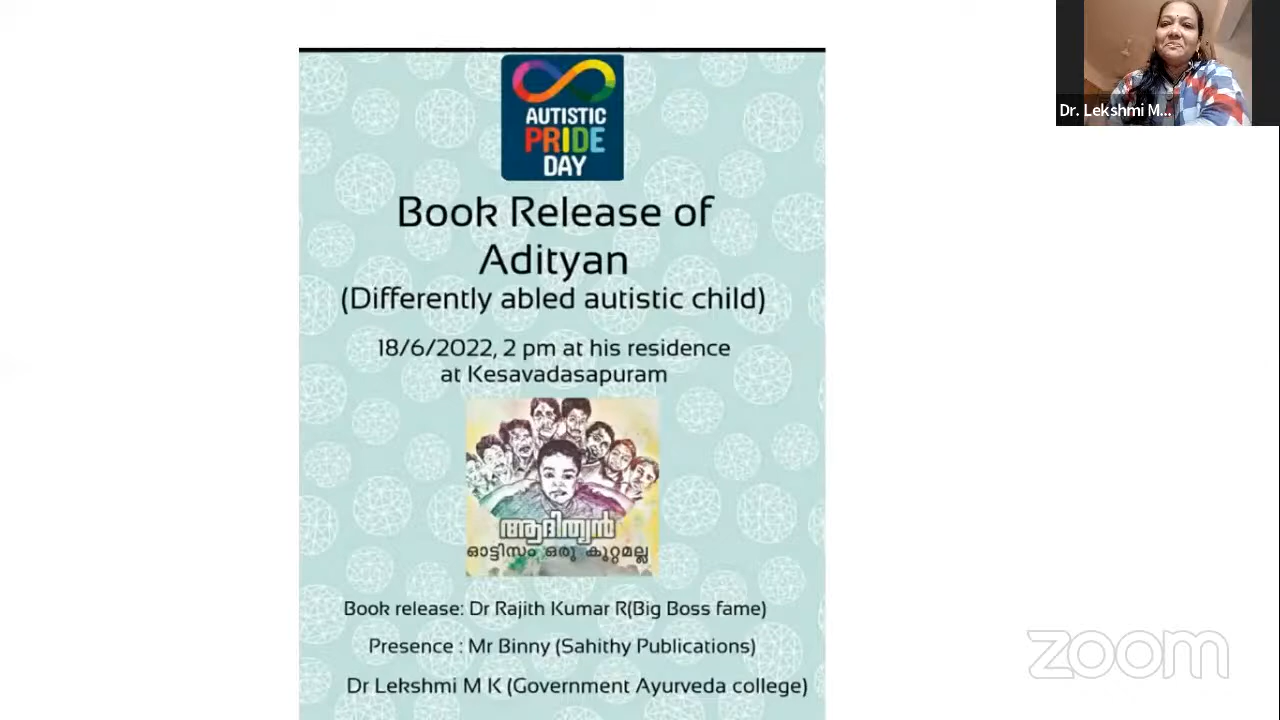 AUTISTIC
PRIDE
DAY
Book Release of
Adityan
(Differently abled autistic child)
18/6/2022, 2 pm at his residence
at Kesavadasapuram
ആദിത്യൻ
ഓട്ടിസം ഒരു കുറ്റമല്ല
Book release: Dr Rajith Kumar R(Big Boss fame)
Presence : Mr Binny (Sahithy Publications)
Dr Lekshmi M K (Government Ayurveda college)
Dr. Lekshmi M...
zoom